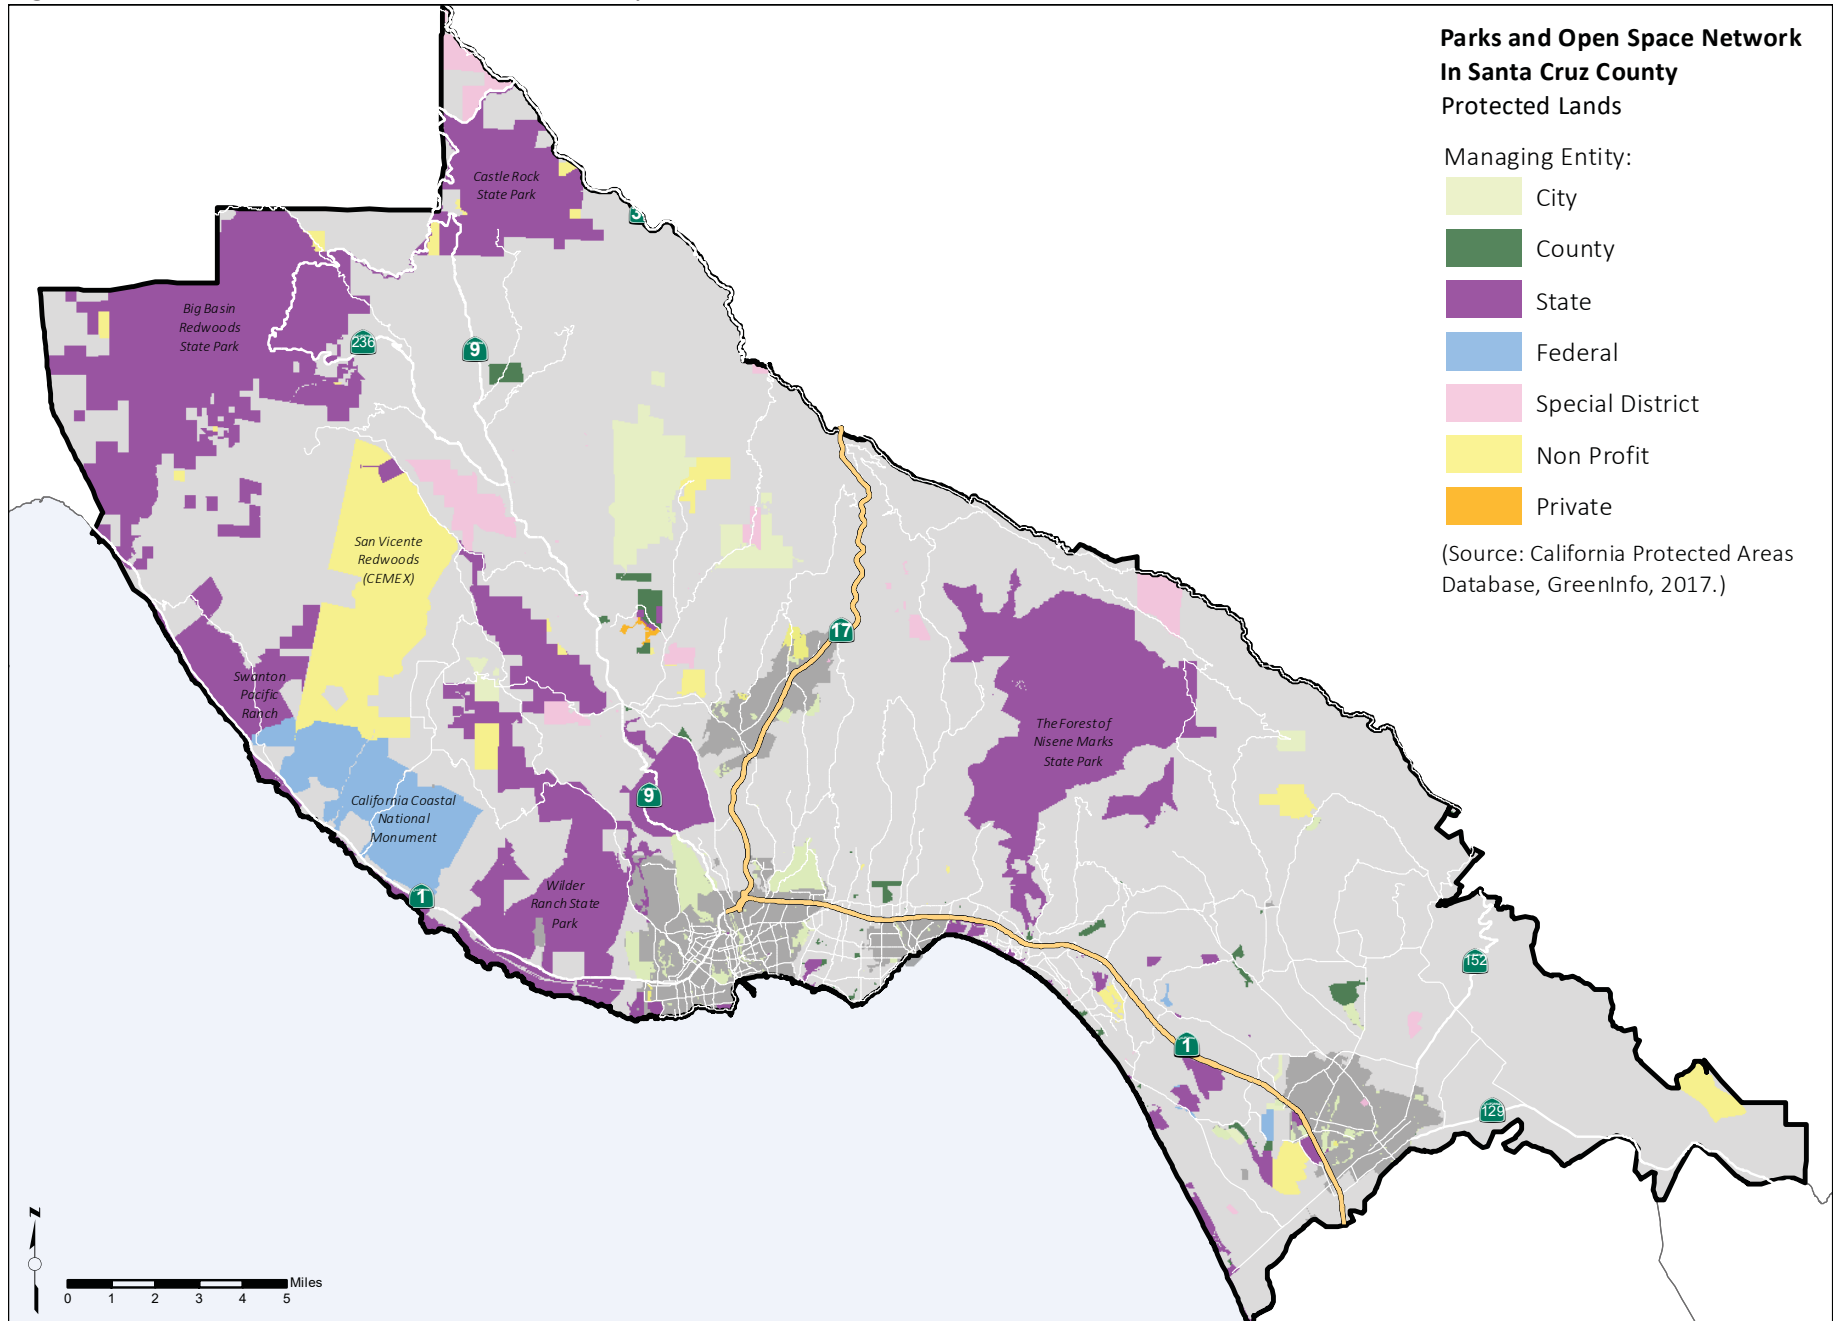 Parks and Open Space Network
In Santa Cruz County
Protected Lands
Managing Entity:
City
County
State
Federal
Special District
Non Profit
Private
(Source: California Protected Areas
Database, GreenInfo, 2017.)
Castle Rock
State Park
Big Basin
Redwoods
State Park
236
9
San Vicente
Redwoods
(CEMEX)
17
Swanton
Pacific
Ranch
The Forest of
Nisene Marks
State Park
California Coastal
National
Monument
9
1
Wilder
Ranch State
Park
152
1
129
N
Miles
0 1 2 3 4 5